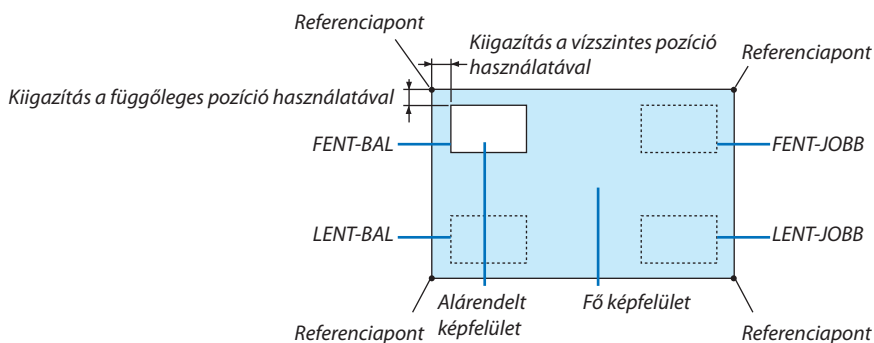 Referenciapont
Kiigazítás a vízszintes pozíció
használatával
Referenciapont
Kiigazítás a függőleges pozíció használatával
FENT-BAL
FENT-JOBB
LENT-BAL
LENT-JOBB
Alárendelt
képfelület
Fő képfelület
Referenciapont
Referenciapont